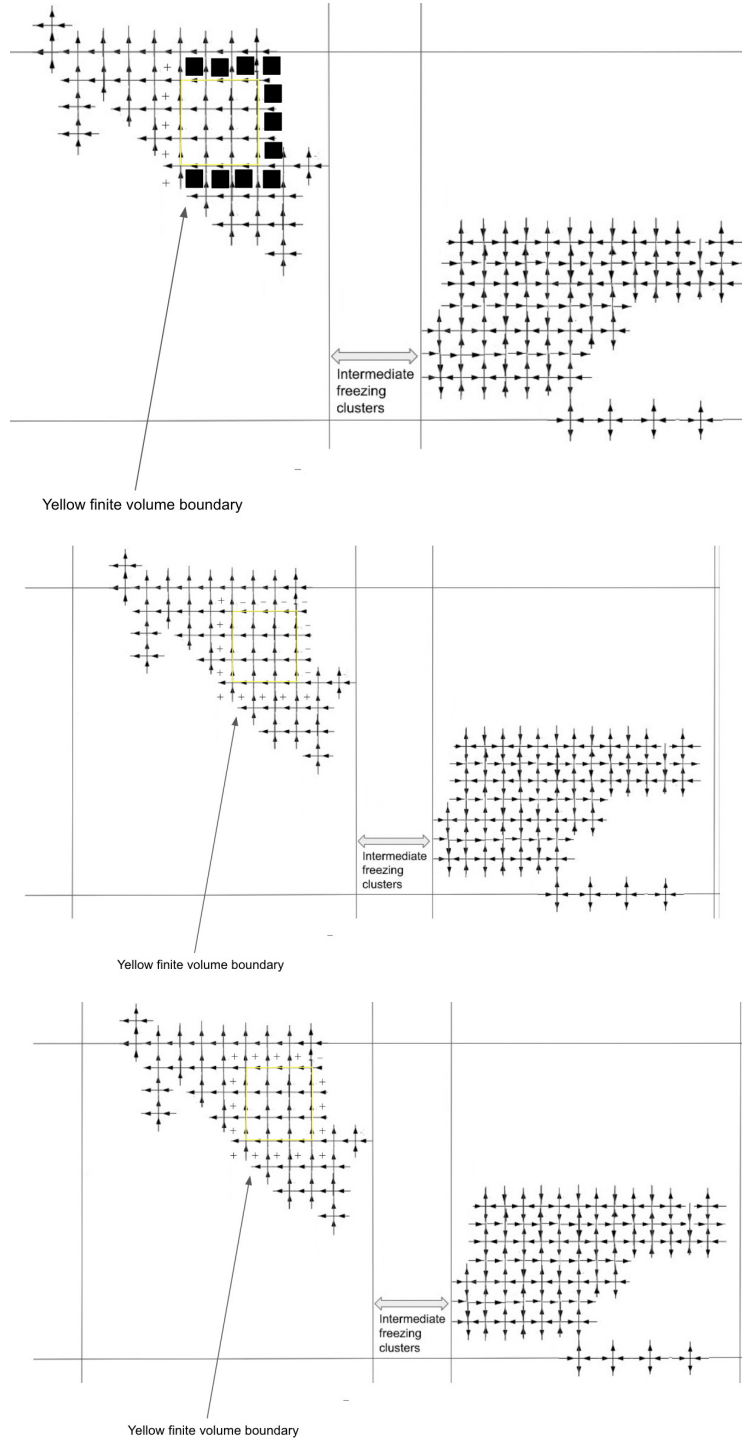 Intermediate
freezing
clusters
Yellow finite volume boundary
Intermediate
freezing
clusters
Yellow finite volume boundary
Intermediate
freezing
clusters
Yellow finite volume boundary